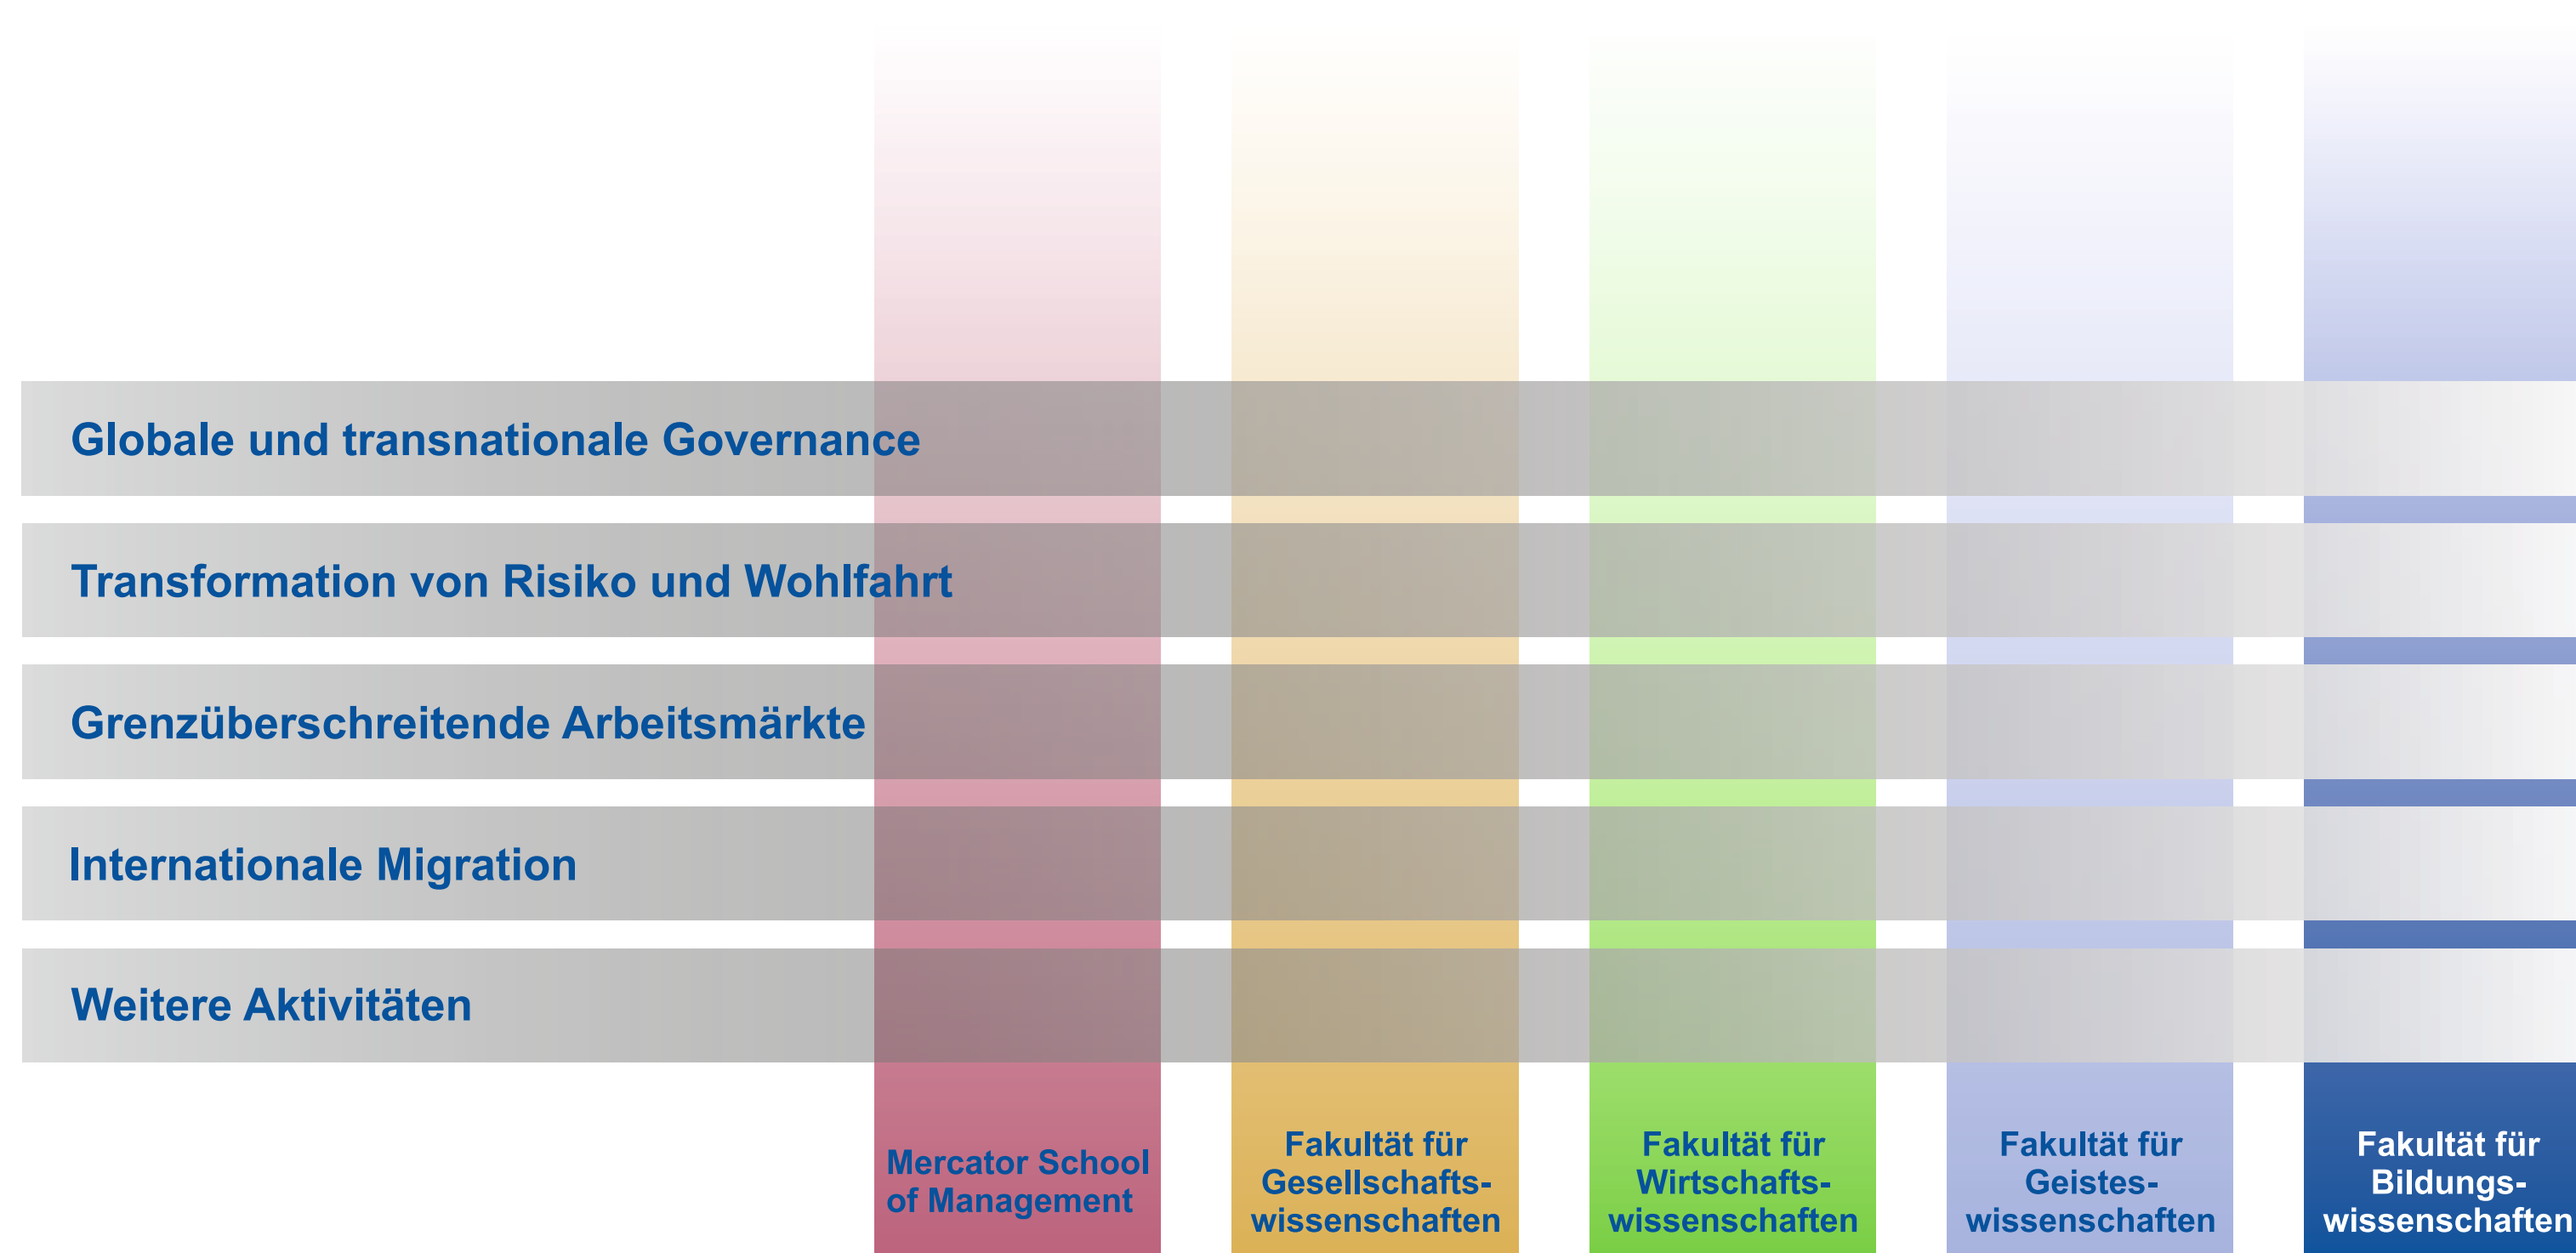 Globale und transnationale Governance
Transformation von Risiko und Wohlfahrt
Grenzüberschreitende Arbeitsmärkte
Internationale Migration
Weitere Aktivitäten
Mercator School
of Management
Fakultät für
Gesellschafts-
wissenschaften
Fakultät für
Wirtschafts-
wissenschaften
Fakultät für
Geistes-
wissenschaften
Fakultät für
Bildungs-
wissenschaften